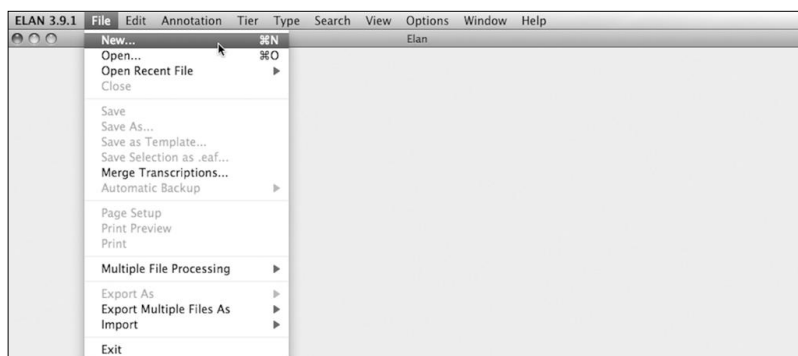 ELAN 3.9.1 File Edit Annotation Tier Type Search View Options Window Help
Elan
New... ⌘N
Open... ⌘O
Open Recent File ▶
Close
Save
Save As...
Save as Template...
Save Selection as .eaf...
Merge Transcriptions...
Automatic Backup ▶
Page Setup
Print Preview
Print
Multiple File Processing ▶
Export As ▶
Export Multiple Files As ▶
Import ▶
Exit